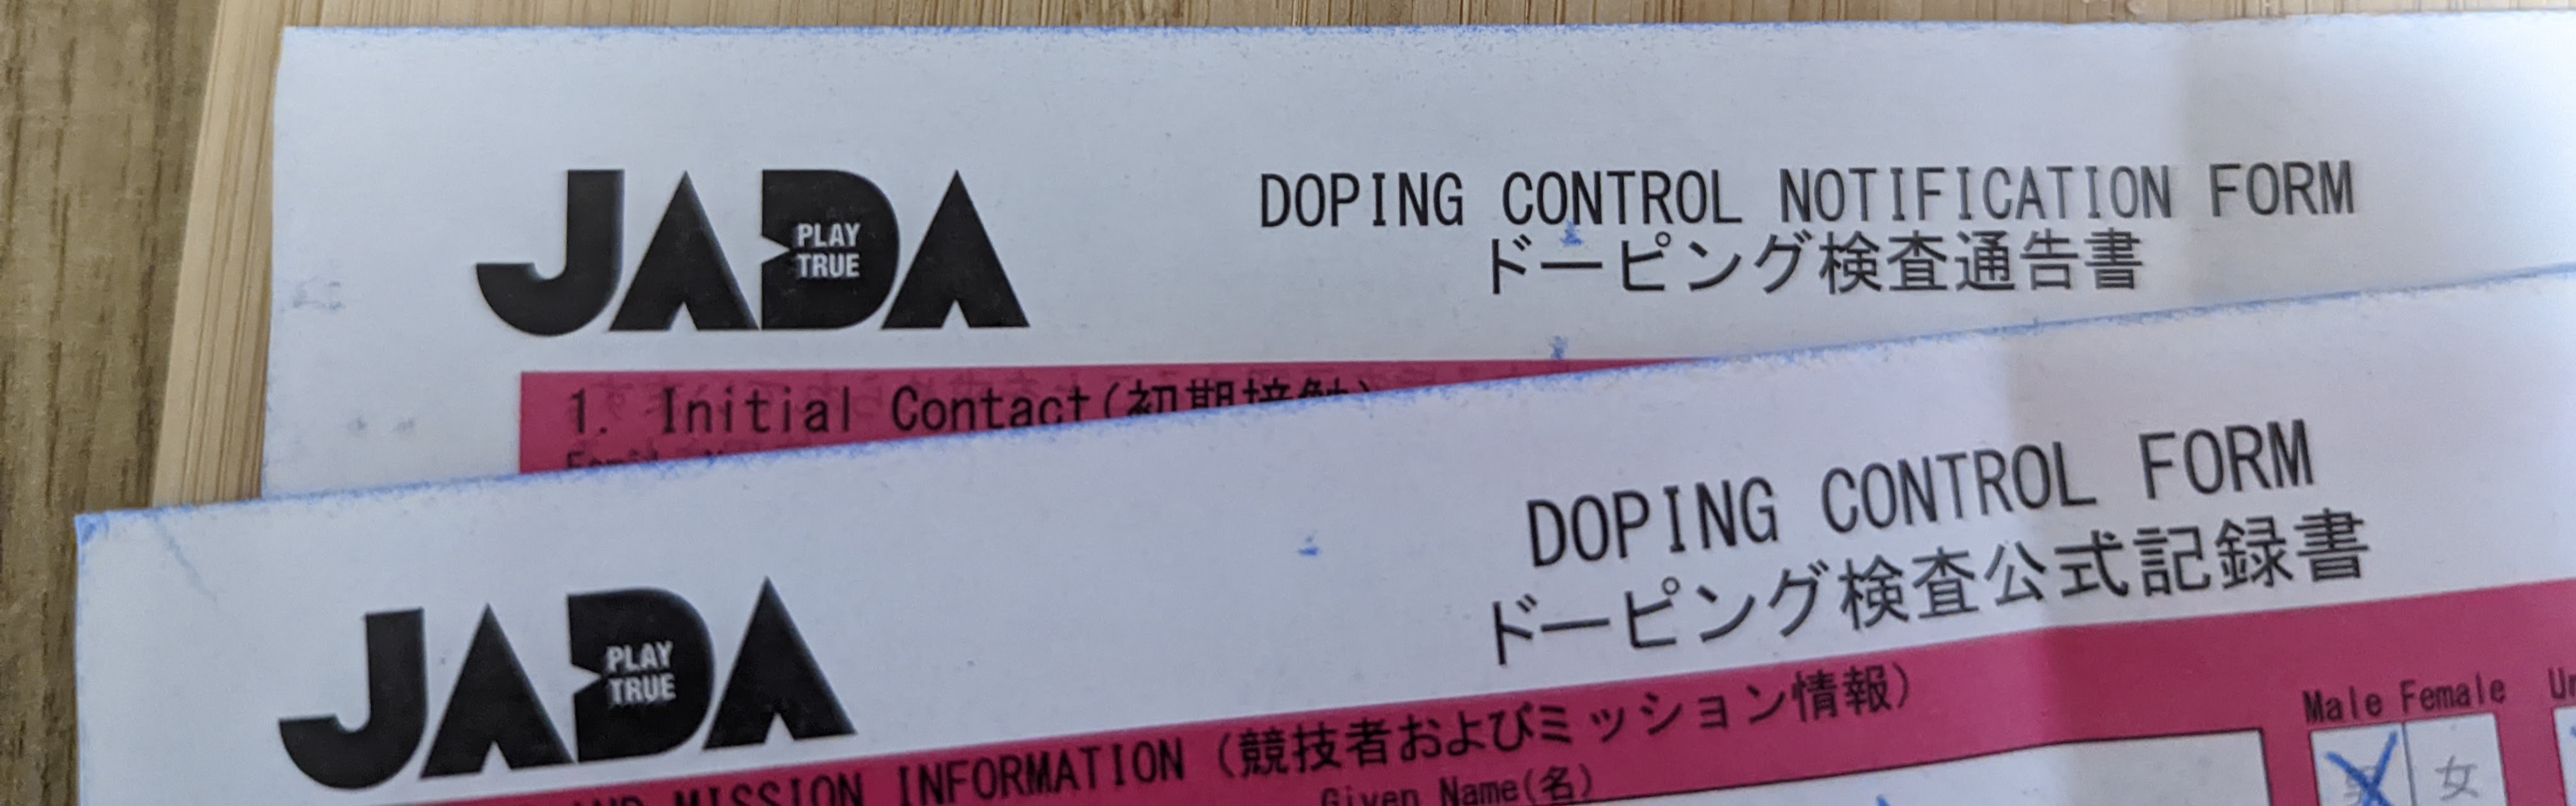 JADA
PLAY
TRUE
DOPING CONTROL NOTIFICATION FORM
ドーピング検査通告書
1. Initial Contact(初期接触)
JADA
PLAY
TRUE
DOPING CONTROL FORM
ドーピング検査公式記録書
AND MISSION INFORMATION (競技者およびミッション情報)
Given Name(名)
Male Female
男 女